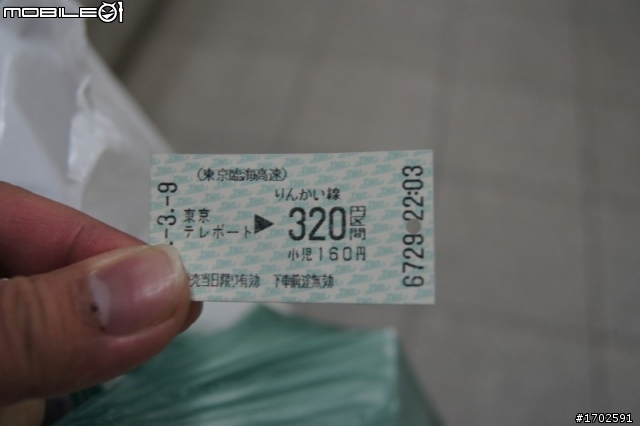 MOBILE01
(東京臨海高速)
りんかい線
東京
テレポート ▶ 320円区間
小児160円
売当日限り有効 下車前途無効
.-3.-9
6729 22:03
#1702591